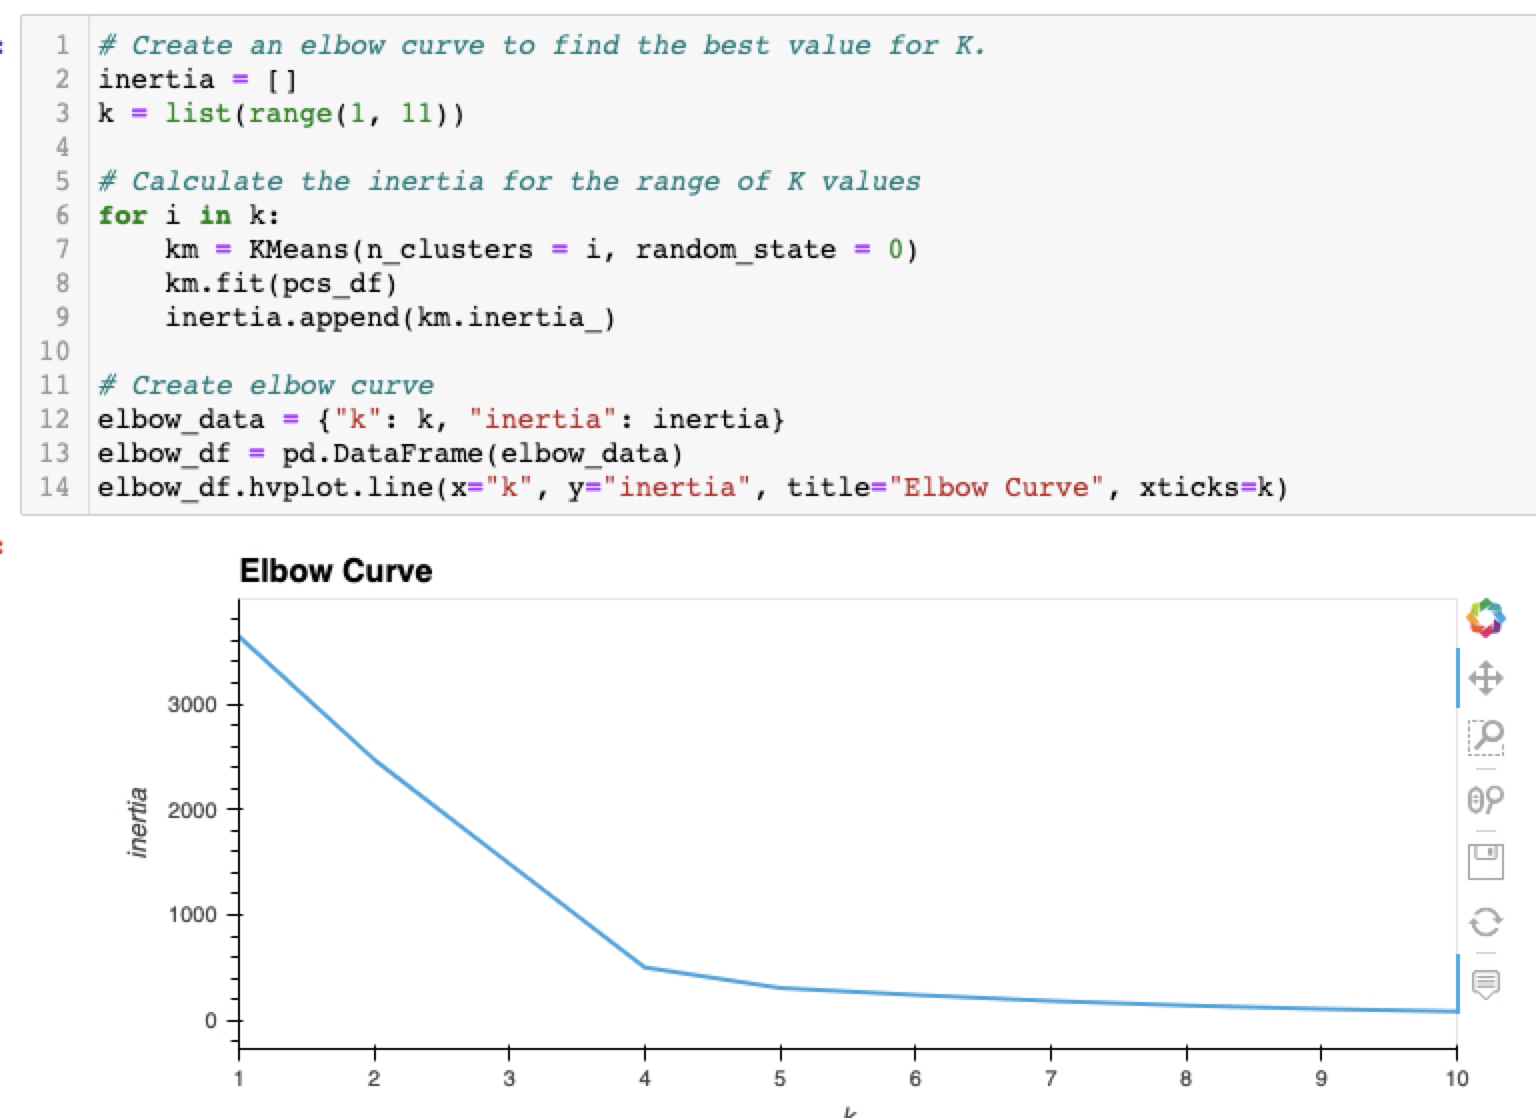 1 # Create an elbow curve to find the best value for K.
2 inertia = []
3 k = list(range(1, 11))
4
5 # Calculate the inertia for the range of K values
6 for i in k:
7     km = KMeans(n_clusters = i, random_state = 0)
8     km.fit(pcs_df)
9     inertia.append(km.inertia_)
10
11 # Create elbow curve
12 elbow_data = {"k": k, "inertia": inertia}
13 elbow_df = pd.DataFrame(elbow_data)
14 elbow_df.hvplot.line(x="k", y="inertia", title="Elbow Curve", xticks=k)
Elbow Curve
3000
2000
1000
0
inertia
1 2 3 4 5 6 7 8 9 10
k